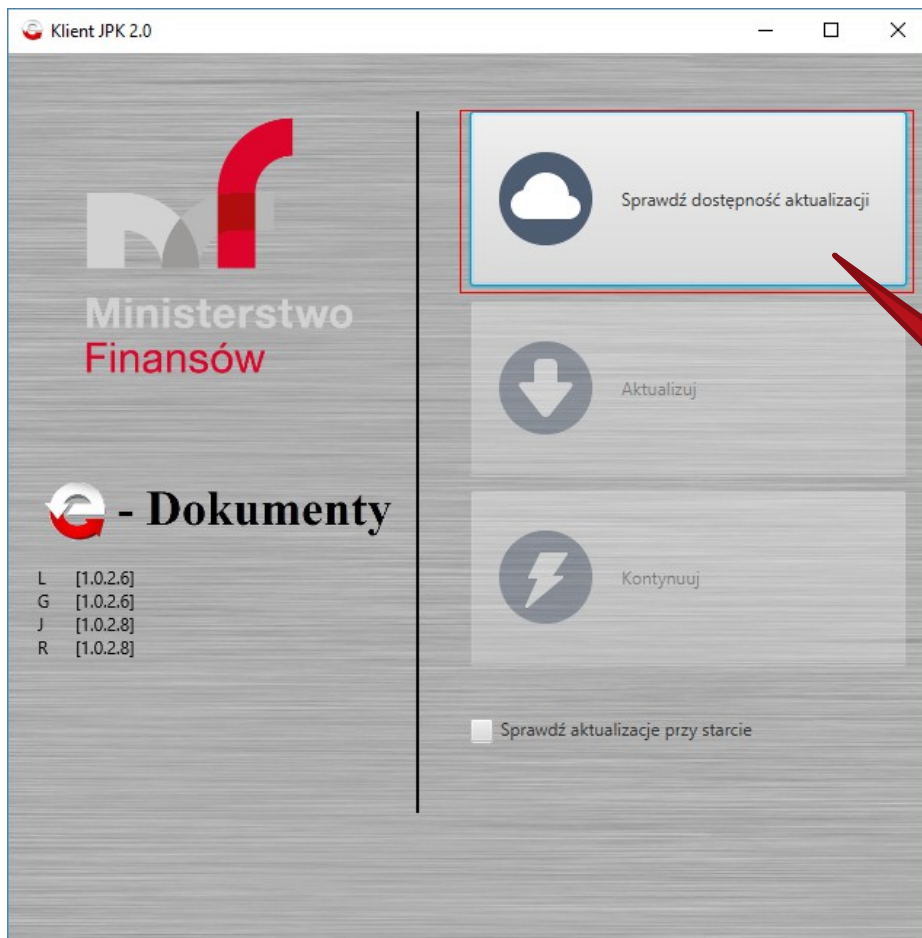 Klient JPK 2.0
Ministerstwo
Finansów
e - Dokumenty
L [1.0.2.6]
G [1.0.2.6]
J [1.0.2.8]
R [1.0.2.8]
Sprawdź dostępność aktualizacji
Aktualizuj
Kontynuuj
Sprawdź aktualizacje przy starcie